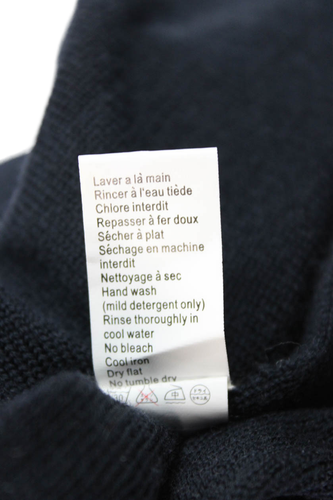 Laver a la main
Rincer à l'eau tiède
Chlore interdit
Repasser à fer doux
Sécher à plat
Séchage en machine
interdit
Nettoyage à sec
Hand wash
(mild detergent only)
Rinse thoroughly in
cool water
No bleach
Cool iron
Dry flat
No tumble dry